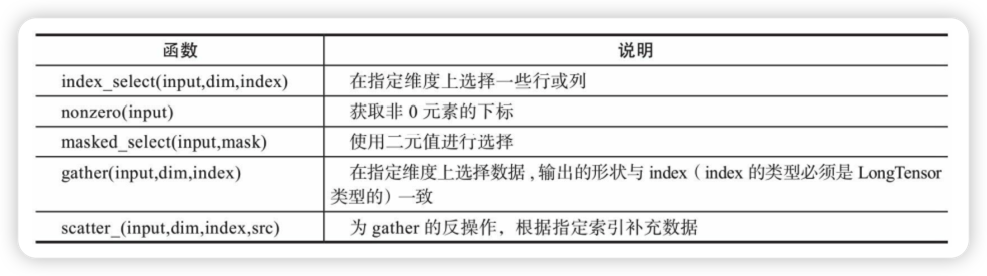 函数 说明
index_select(input,dim,index) 在指定维度上选择一些行或列
nonzero(input) 获取非 0 元素的下标
masked_select(input,mask) 使用二元值进行选择
gather(input,dim,index) 在指定维度上选择数据,输出的形状与 index（index 的类型必须是 LongTensor
类型的）一致
scatter_(input,dim,index,src) 为 gather 的反操作，根据指定索引补充数据